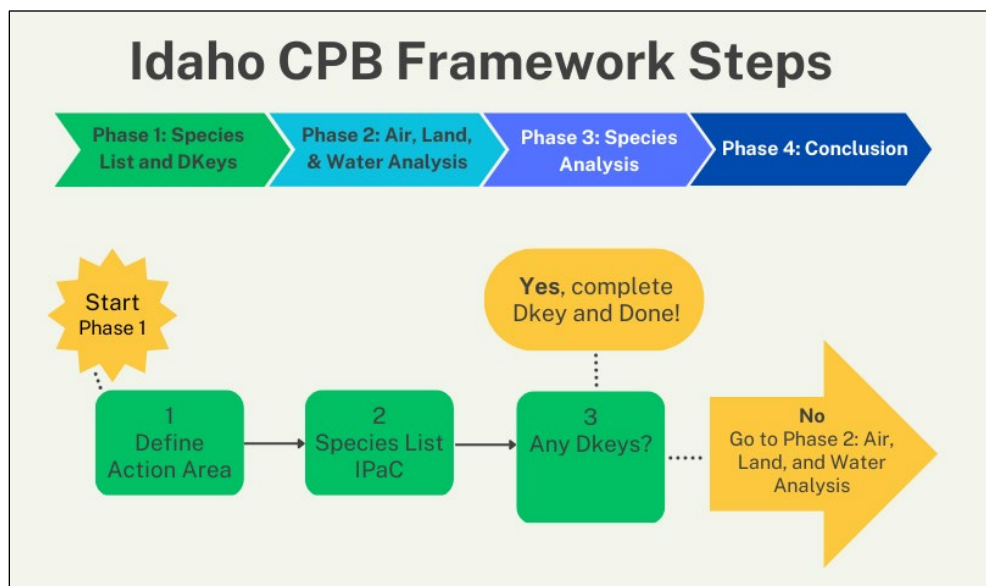 Idaho CPB Framework Steps
Phase 1: Species
List and DKeys
Phase 2: Air, Land,
& Water Analysis
Phase 3: Species
Analysis
Phase 4: Conclusion
Start
Phase 1
Yes, complete
Dkey and Done!
1
Define
Action Area
2
Species List
IPaC
3
Any Dkeys?
No
Go to Phase 2: Air,
Land, and Water
Analysis